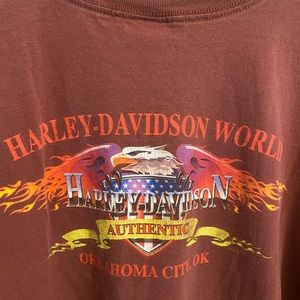 HARLEY-DAVIDSON WORLD
HARLEY-DAVIDSON
AUTHENTIC
OKLAHOMA CITY, OK